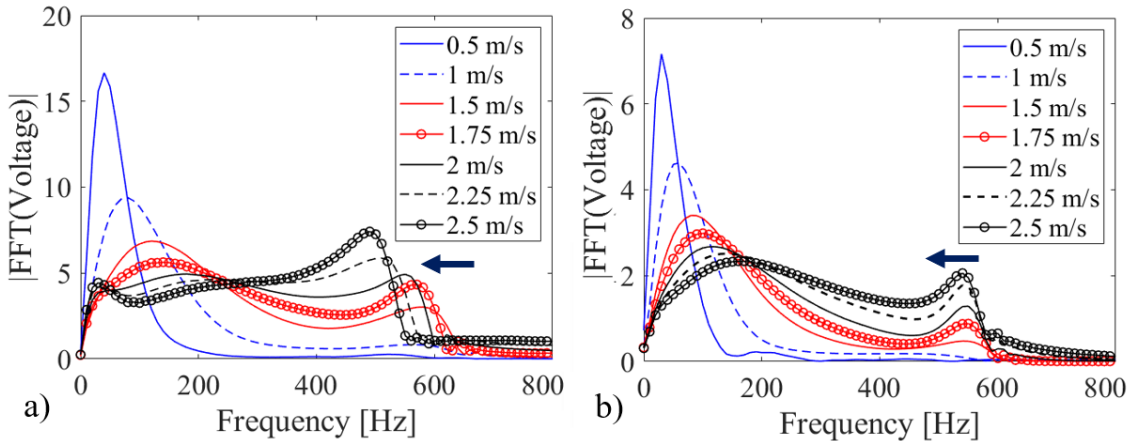 20
15
10
5
0
|FFT(Voltage)|
0.5 m/s
1 m/s
1.5 m/s
1.75 m/s
2 m/s
2.25 m/s
2.5 m/s
0 200 400 600 800
Frequency [Hz]
a)
8
6
4
2
0
|FFT(Voltage)|
0.5 m/s
1 m/s
1.5 m/s
1.75 m/s
2 m/s
2.25 m/s
2.5 m/s
0 200 400 600 800
Frequency [Hz]
b)